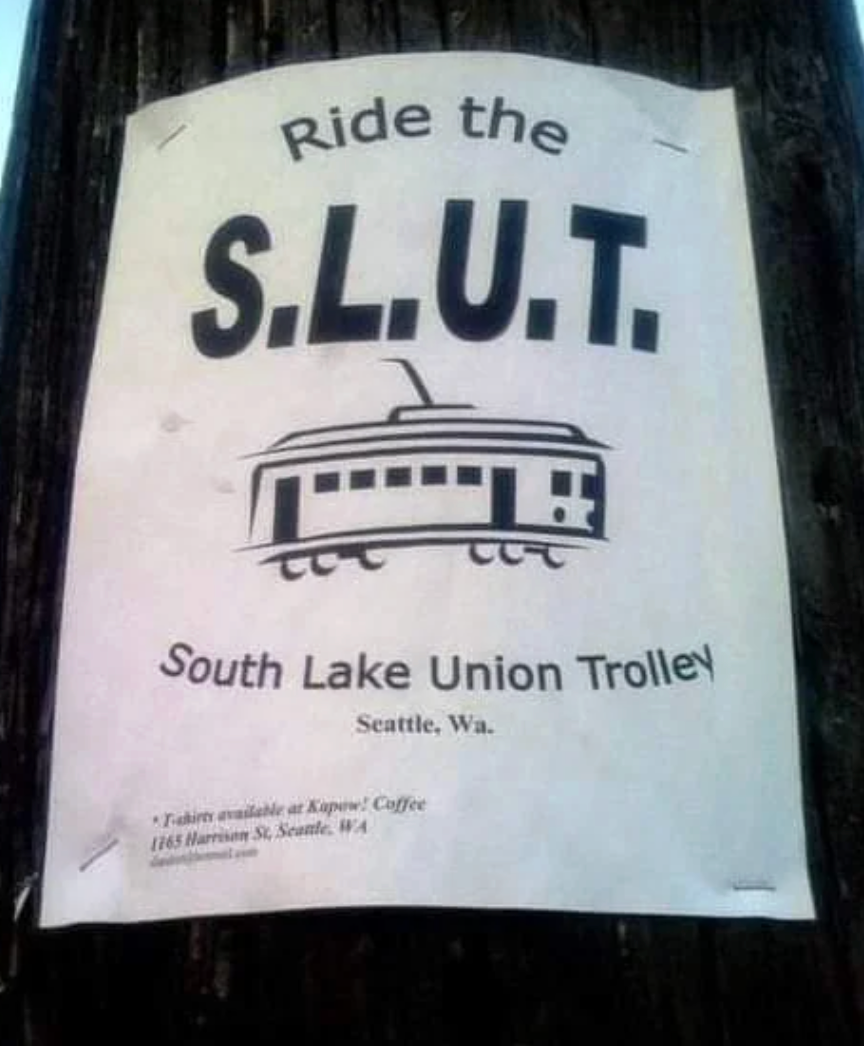 Ride the
S.L.U.T.
South Lake Union Trolley
Seattle, Wa.
* T-shirts available at Kapow! Coffee
1165 Harrison St, Seattle, WA